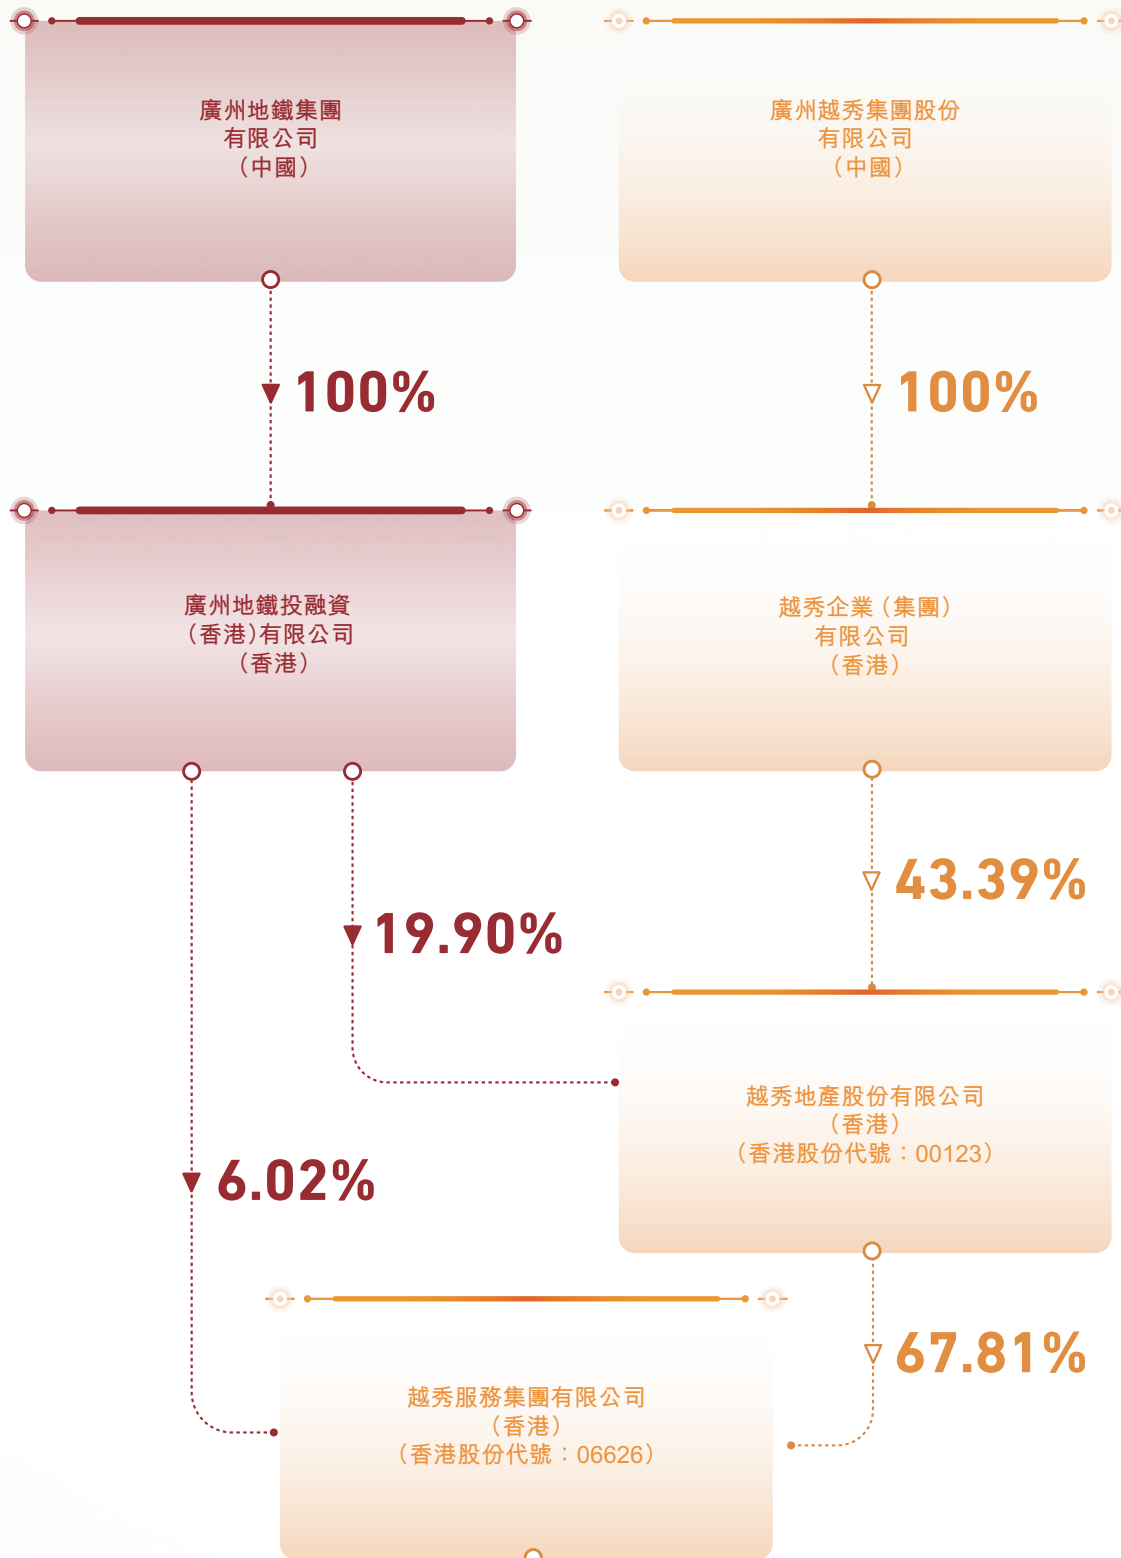 廣州地鐵集團
有限公司
（中國）
廣州越秀集團股份
有限公司
（中國）
100%
100%
廣州地鐵投融資
（香港）有限公司
（香港）
越秀企業（集團）
有限公司
（香港）
43.39%
19.90%
越秀地產股份有限公司
（香港）
（香港股份代號：00123）
6.02%
67.81%
越秀服務集團有限公司
（香港）
（香港股份代號：06626）